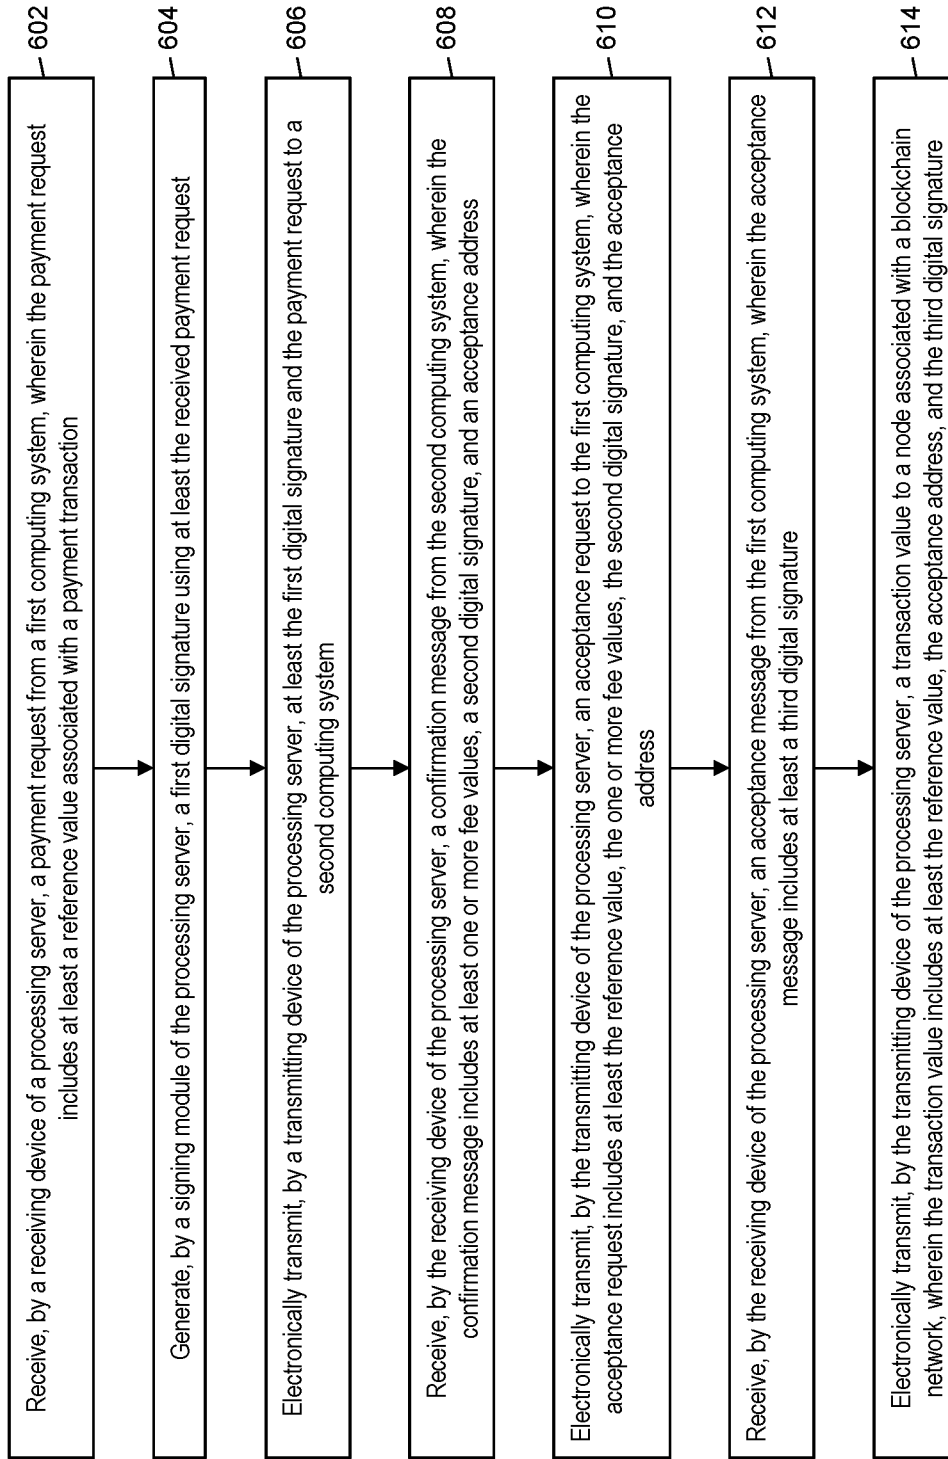 602
Receive, by a receiving device of a processing server, a payment request from a first computing system, wherein the payment request
includes at least a reference value associated with a payment transaction
604
Generate, by a signing module of the processing server, a first digital signature using at least the received payment request
606
Electronically transmit, by a transmitting device of the processing server, at least the first digital signature and the payment request to a
second computing system
608
Receive, by the receiving device of the processing server, a confirmation message from the second computing system, wherein the
confirmation message includes at least one or more fee values, a second digital signature, and an acceptance address
610
Electronically transmit, by the transmitting device of the processing server, an acceptance request to the first computing system, wherein the
acceptance request includes at least the reference value, the one or more fee values, the second digital signature, and the acceptance
address
612
Receive, by the receiving device of the processing server, an acceptance message from the first computing system, wherein the acceptance
message includes at least a third digital signature
614
Electronically transmit, by the transmitting device of the processing server, a transaction value to a node associated with a blockchain
network, wherein the transaction value includes at least the reference value, the acceptance address, and the third digital signature